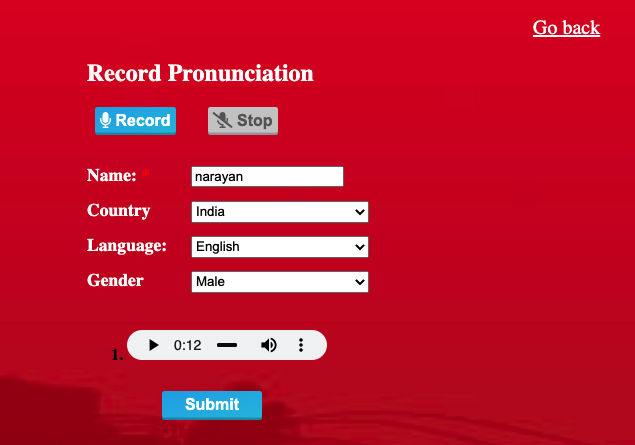 Go back
Record Pronunciation
Record Stop
Name: * narayan
Country India
Language: English
Gender Male
1. 0:12
Submit